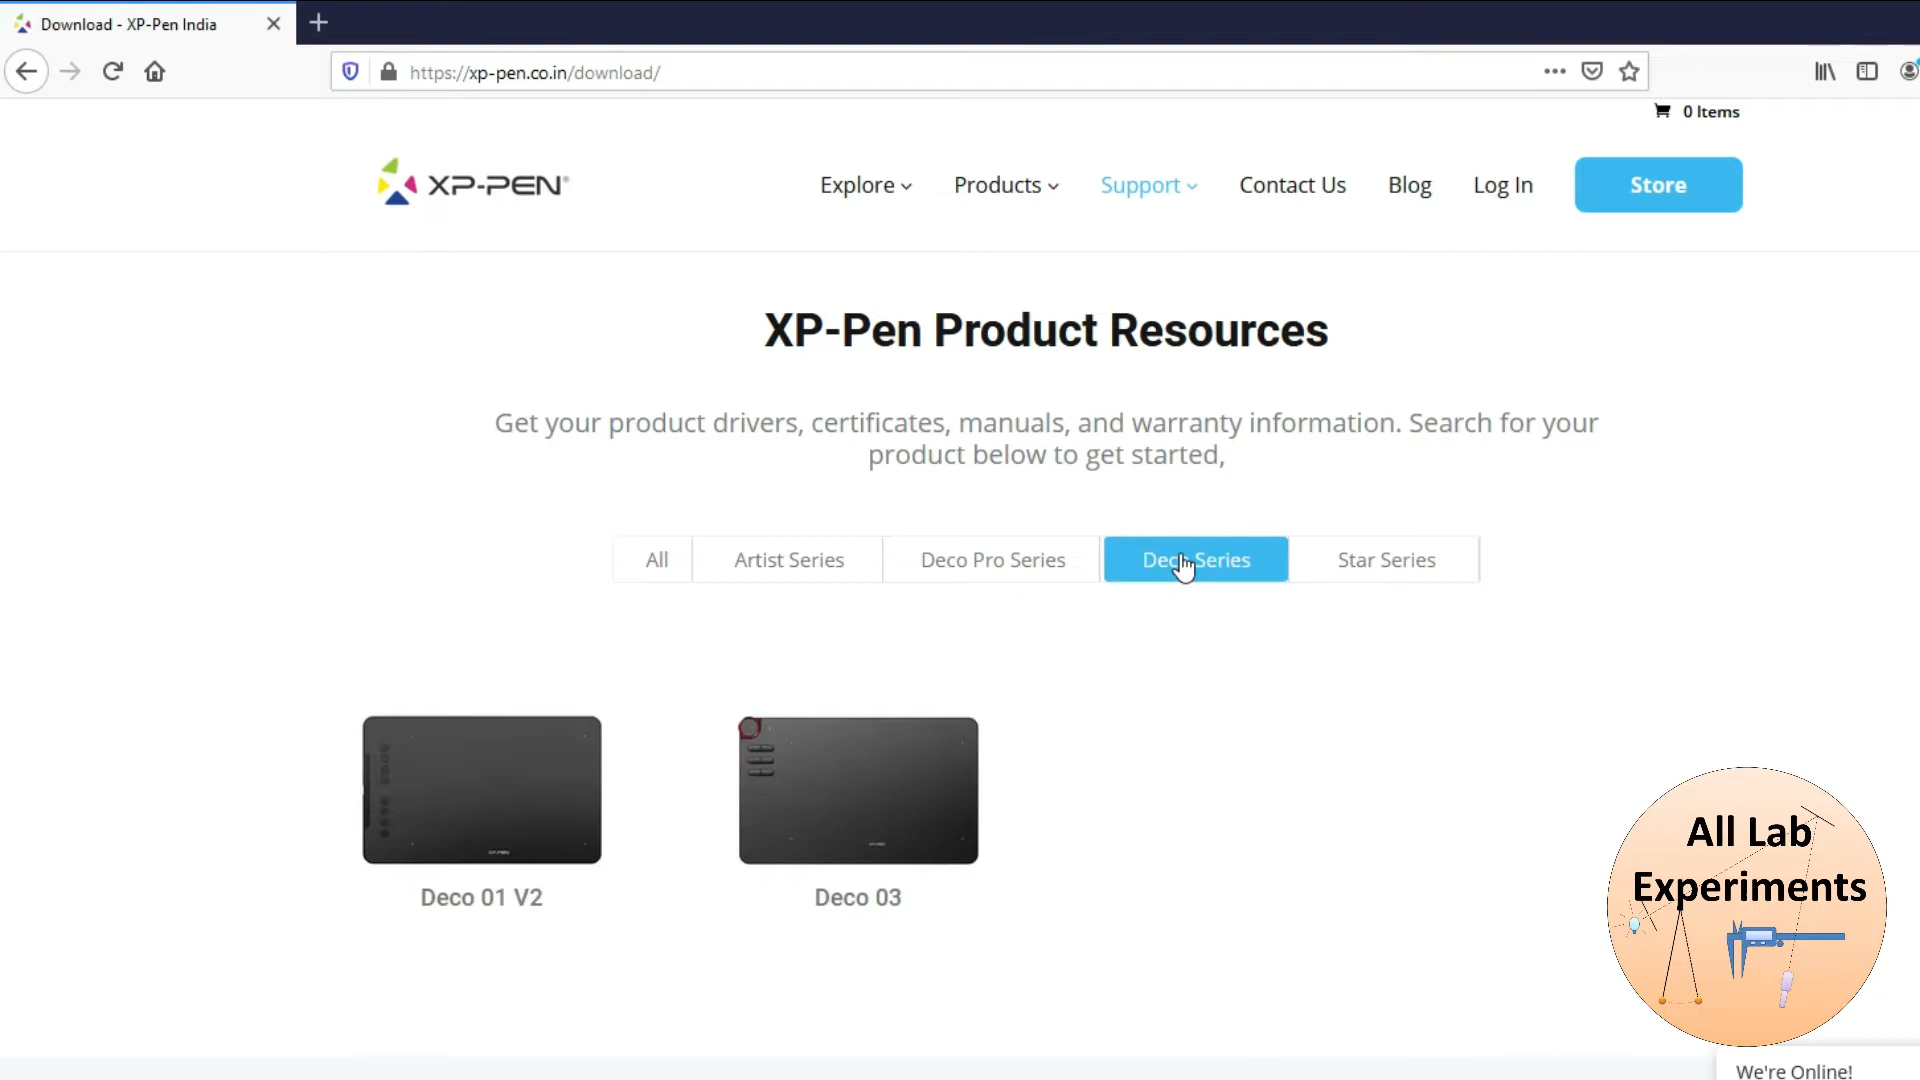 Download - XP-Pen India
https://xp-pen.co.in/download/
0 Items
XP-PEN®
Explore
Products
Support
Contact Us
Blog
Log In
Store
XP-Pen Product Resources
Get your product drivers, certificates, manuals, and warranty information. Search for your
product below to get started,
All
Artist Series
Deco Pro Series
Deco Series
Star Series
XP-PEN
Deco 01 V2
Deco 03
All Lab
Experiments
We're Online!